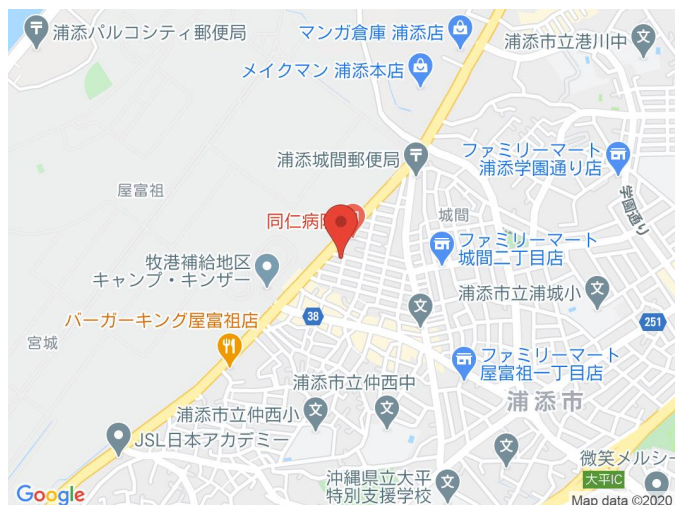 浦添パルコシティ郵便局
マンガ倉庫 浦添店
浦添市立港川中
メイクマン 浦添本店
浦添城間郵便局
ファミリーマート
浦添学園通り店
屋富祖
学園通り
同仁病
城間
ファミリーマート
城間二丁目店
牧港補給地区
キャンプ・キンザー
浦添市立浦城小
38
バーガーキング屋富祖店
251
宮城
ファミリーマート
屋富祖一丁目店
浦添市立仲西中
浦添市
浦添市立仲西小
JSL日本アカデミー
微笑メルシー
沖縄県立大平
特別支援学校
大平IC
Google
Map data ©2020